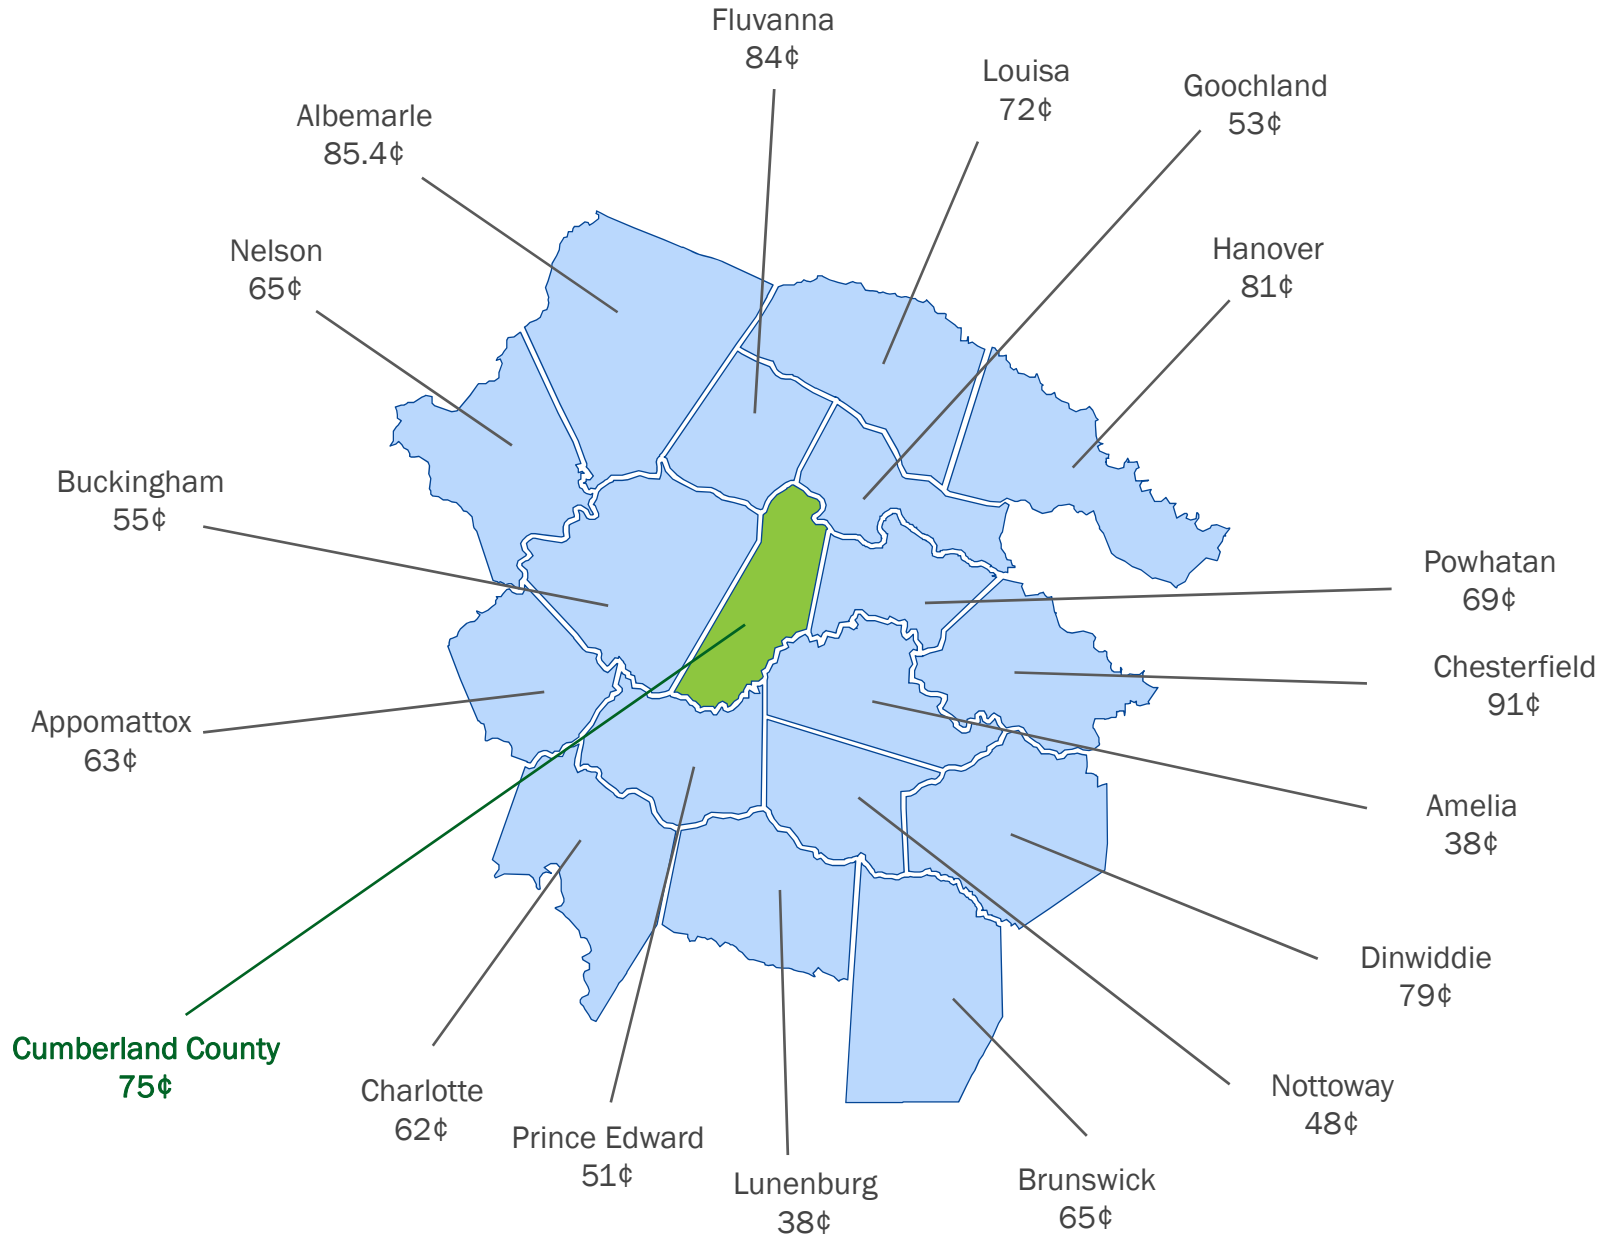 Fluvanna
84¢
Louisa
72¢
Goochland
53¢
Albemarle
85.4¢
Nelson
65¢
Hanover
81¢
Buckingham
55¢
Powhatan
69¢
Chesterfield
91¢
Appomattox
63¢
Amelia
38¢
Dinwiddie
79¢
Cumberland County
75¢
Charlotte
62¢
Nottoway
48¢
Prince Edward
51¢
Lunenburg
38¢
Brunswick
65¢